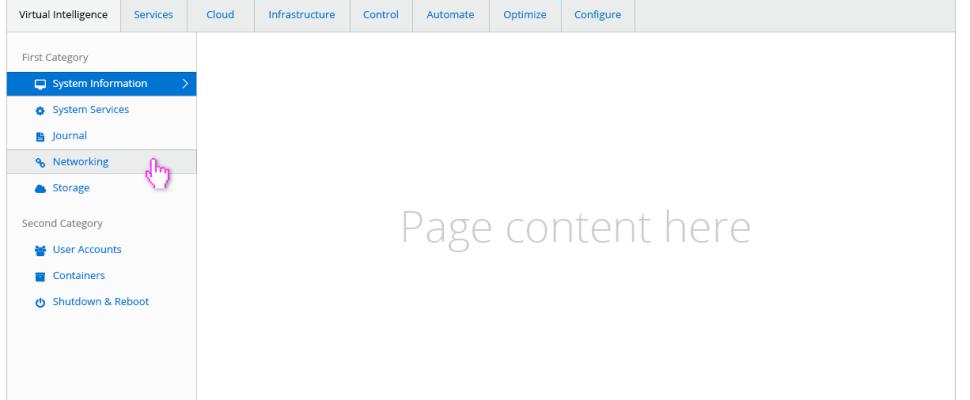 Virtual Intelligence Services Cloud Infrastructure Control Automate Optimize Configure
First Category
System Information
System Services
Journal
Networking
Storage
Second Category
User Accounts
Containers
Shutdown & Reboot
Page content here